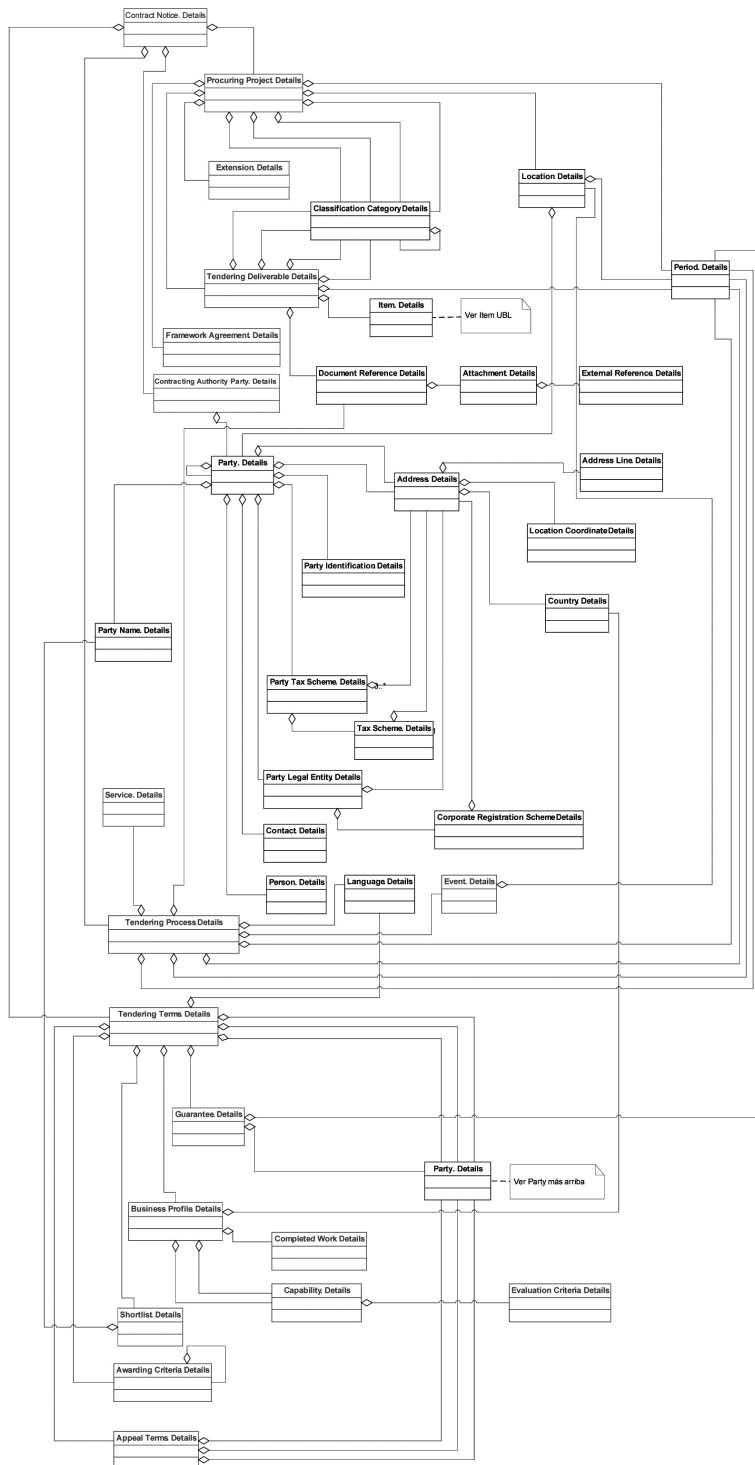 Contract Notice. Details
Procuring Project. Details
Extension. Details
Location. Details
Classification Category.Details
Period. Details
Tendering Deliverable. Details
Item. Details
Ver Item UBL
Framework Agreement. Details
Contracting Authority Party. Details
Document Reference. Details
Attachment. Details
External Reference. Details
Party. Details
Address. Details
Address Line. Details
Location Coordinate.Details
Party Identification.Details
Country. Details
Party Name. Details
Party Tax Scheme. Details
Tax Scheme. Details
Party Legal Entity. Details
Service. Details
Corporate Registration Scheme.Details
Contact. Details
Person. Details
Language. Details
Event. Details
Tendering Process.Details
Tendering Terms. Details
Guarantee. Details
Party. Details
Ver Party más arriba
Business Profile. Details
Completed Work. Details
Capability. Details
Evaluation Criteria. Details
Shortlist. Details
Awarding Criteria. Details
Appeal Terms. Details